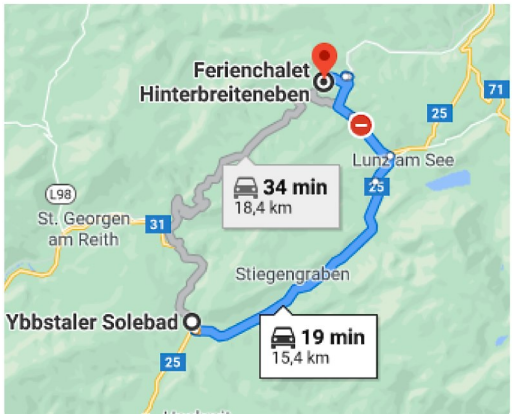 Ferienchalet
Hinterbreiteneben
71
25
Lunz am See
25
L98
34 min
18,4 km
St. Georgen
am Reith
31
Stiegengraben
Ybbstaler Solebad
19 min
15,4 km
25